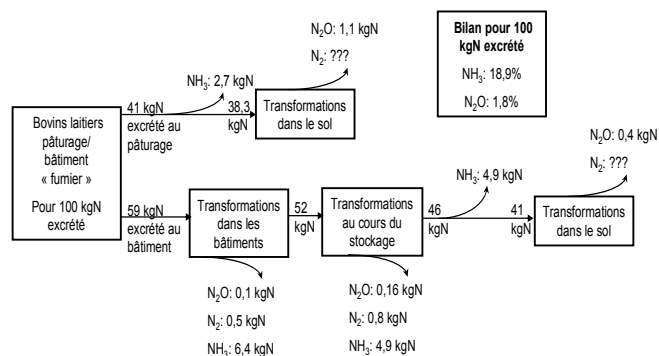 N₂O: 1,1 kgN
N₂: ???
Bilan pour 100
kgN excrété
NH₃: 18,9%
N₂O: 1,8%
NH₃: 2,7 kgN
41 kgN
excrété au
pâturage
38,3
kgN
Transformations
dans le sol
Bovins laitiers
pâturage/
bâtiment
« fumier »
Pour 100 kgN
excrété
N₂O: 0,4 kgN
N₂: ???
NH₃: 4,9 kgN
59 kgN
excrété au
bâtiment
Transformations
dans les
bâtiments
52
kgN
Transformations
au cours du
stockage
46
kgN
41
kgN
Transformations
dans le sol
N₂O: 0,1 kgN
N₂: 0,5 kgN
NH₃: 6,4 kgN
N₂O: 0,16 kgN
N₂: 0,8 kgN
NH₃: 4,9 kgN